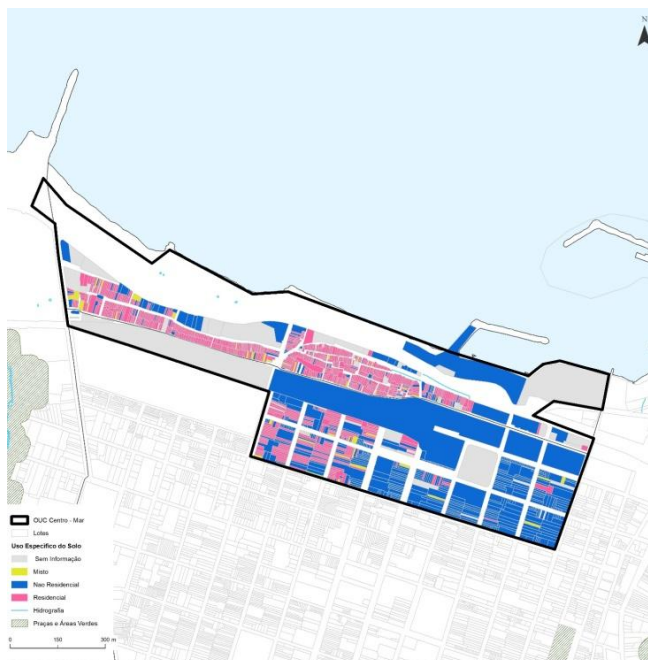 N
OUC Centro - Mar
Lotes
Uso Específico do Solo
Sem Informação
Misto
Nao Residencial
Residencial
Hidrografia
Praças e Áreas Verdes
0 150 300 m